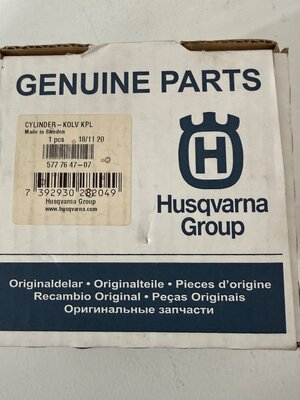 GENUINE PARTS
CYLINDER-KOLV KPL
Made in Sweden
1 pcs 18/11 20
577 76 47-07
7 392930 282049
Husqvarna Group
www.husqvarna.com
H
Husqvarna
Group
Originaldelar • Originalteile • Pieces d'origine
Recambio Original • Peças Originais
Оригинальные запчасти